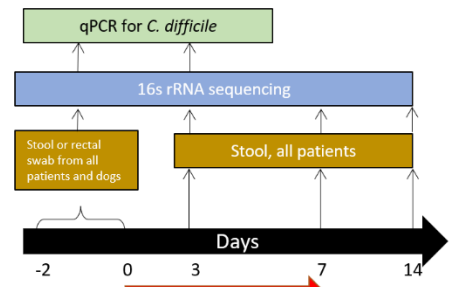 qPCR for C. difficile
16s rRNA sequencing
Stool or rectal
swab from all
patients and dogs
Stool, all patients
Days
-2 0 3 7 14